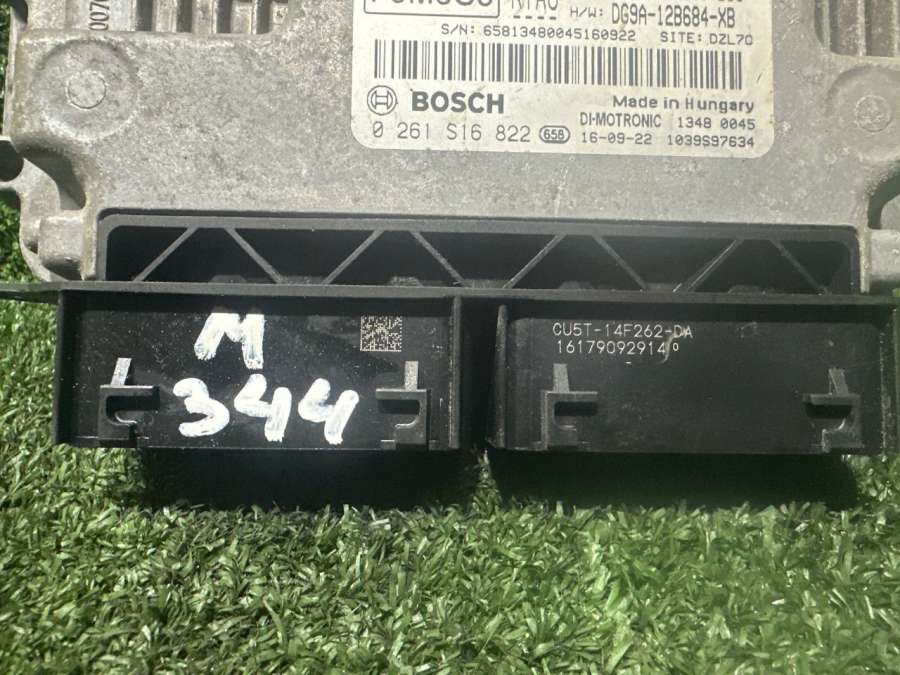 H/W: DG9A-12B684-XB
S/N: 65813480045160922 SITE: DZL70
BOSCH
Made in Hungary
DI-MOTRONIC 1348 0045
0 261 S16 822 658
16-09-22 1039S97634
M
344
CU5T-14F262-DA
16179092914